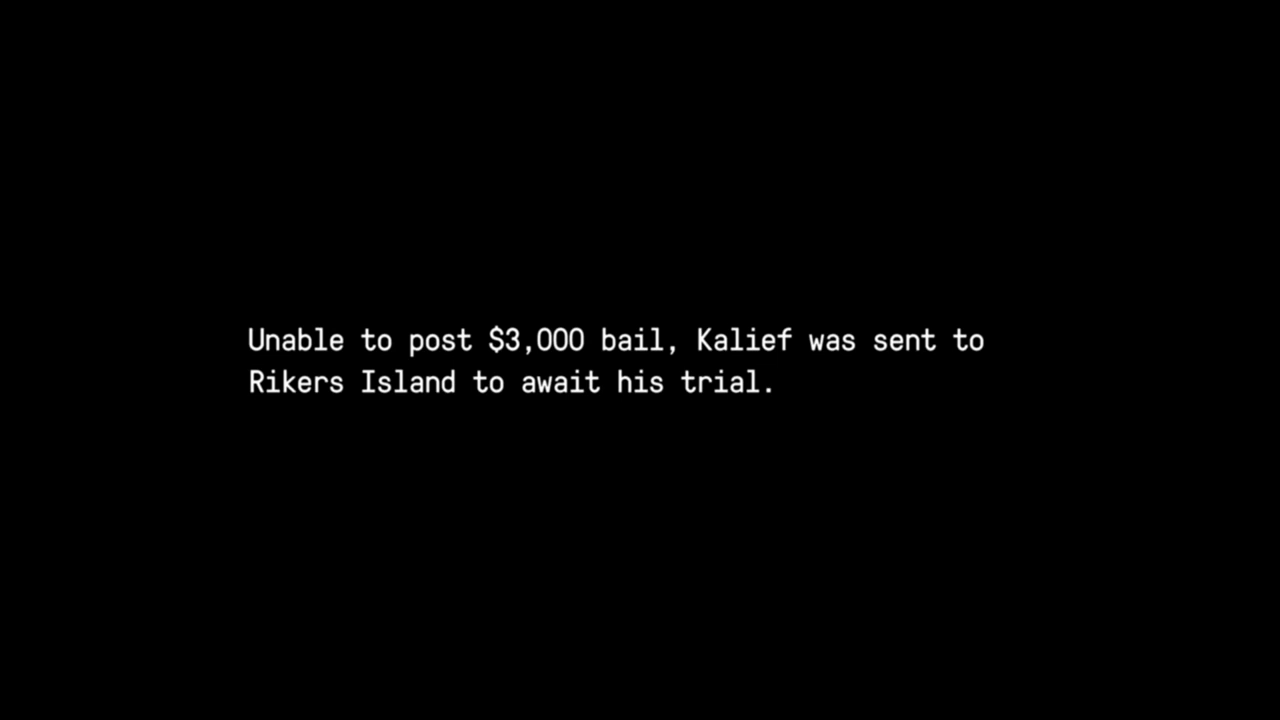 Unable to post $3,000 bail, Kalief was sent to
Rikers Island to await his trial.